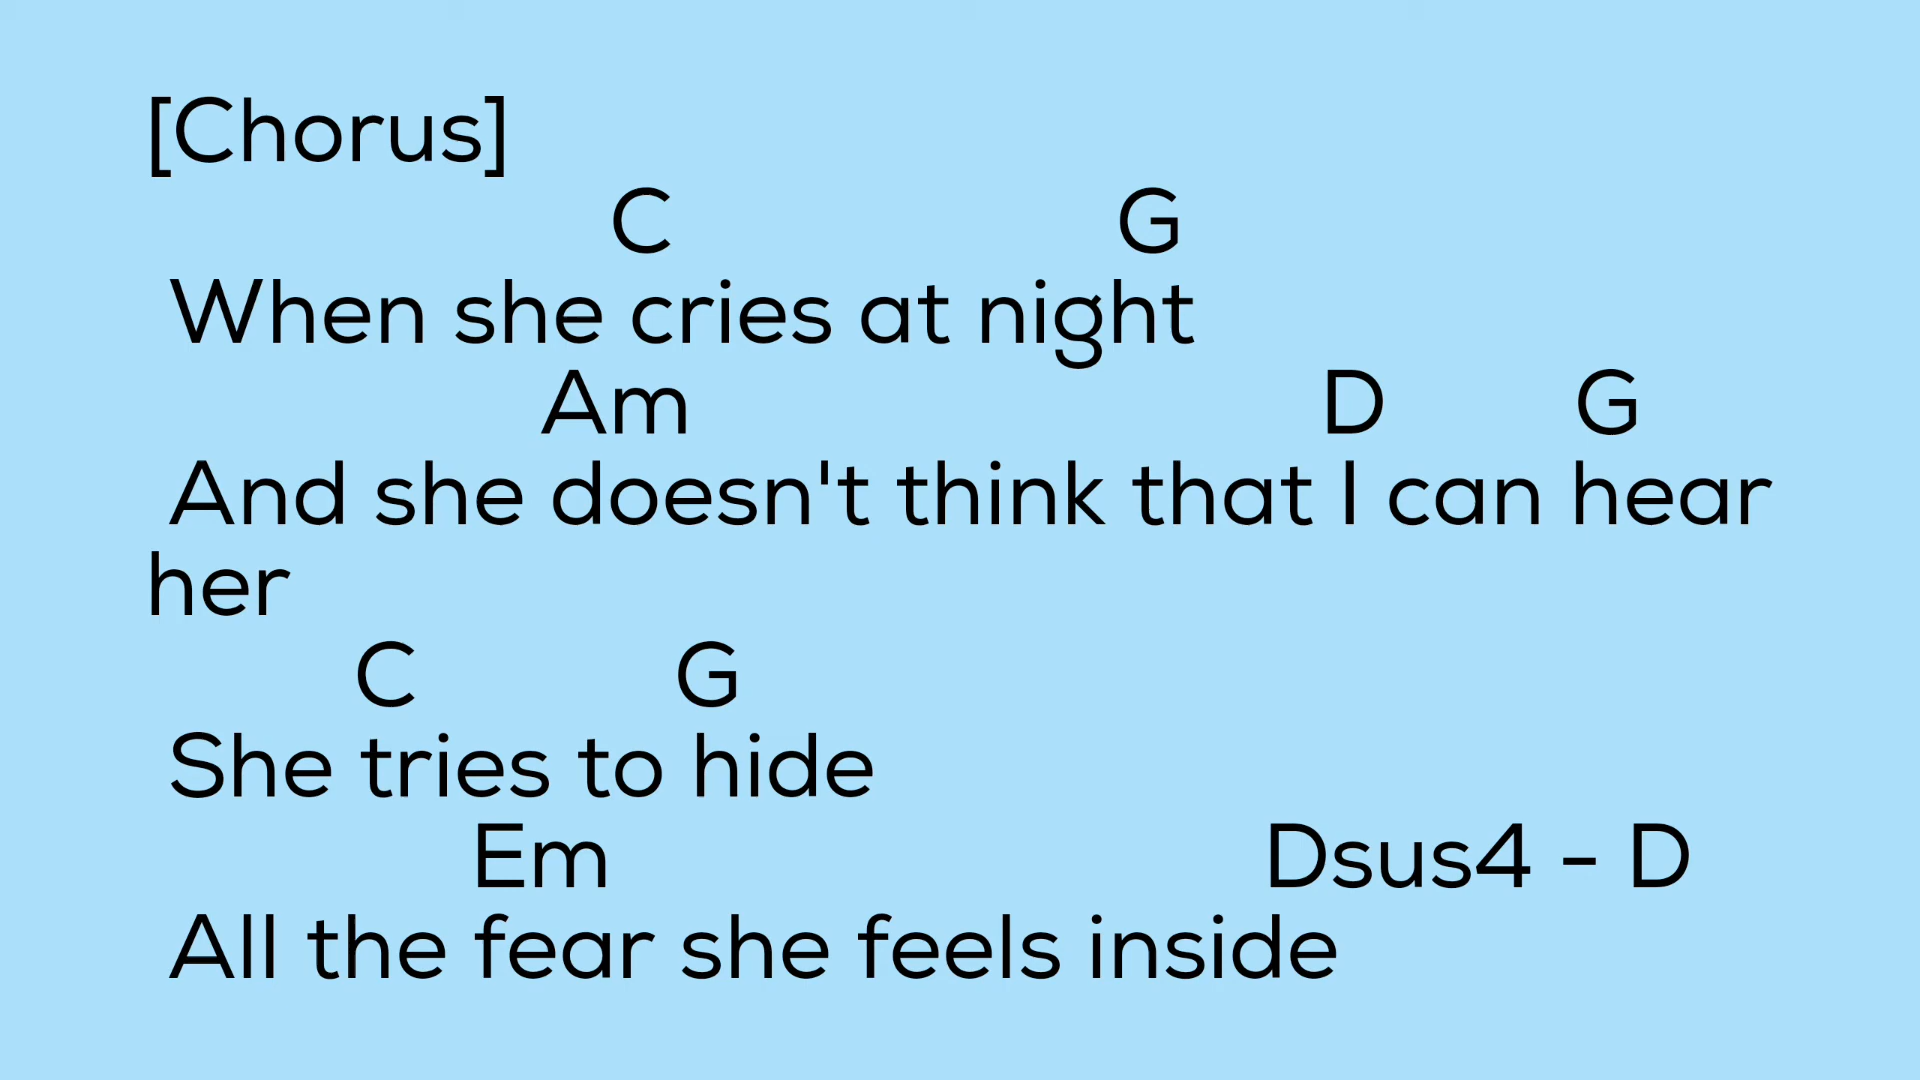 [Chorus]
C G
When she cries at night
Am D G
And she doesn't think that I can hear
her
C G
She tries to hide
Em Dsus4 - D
All the fear she feels inside